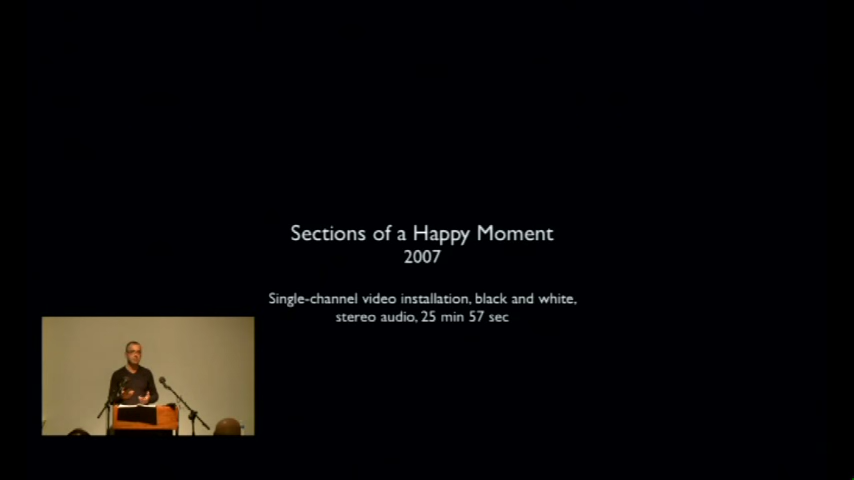 Sections of a Happy Moment
2007
Single-channel video installation, black and white,
stereo audio, 25 min 57 sec